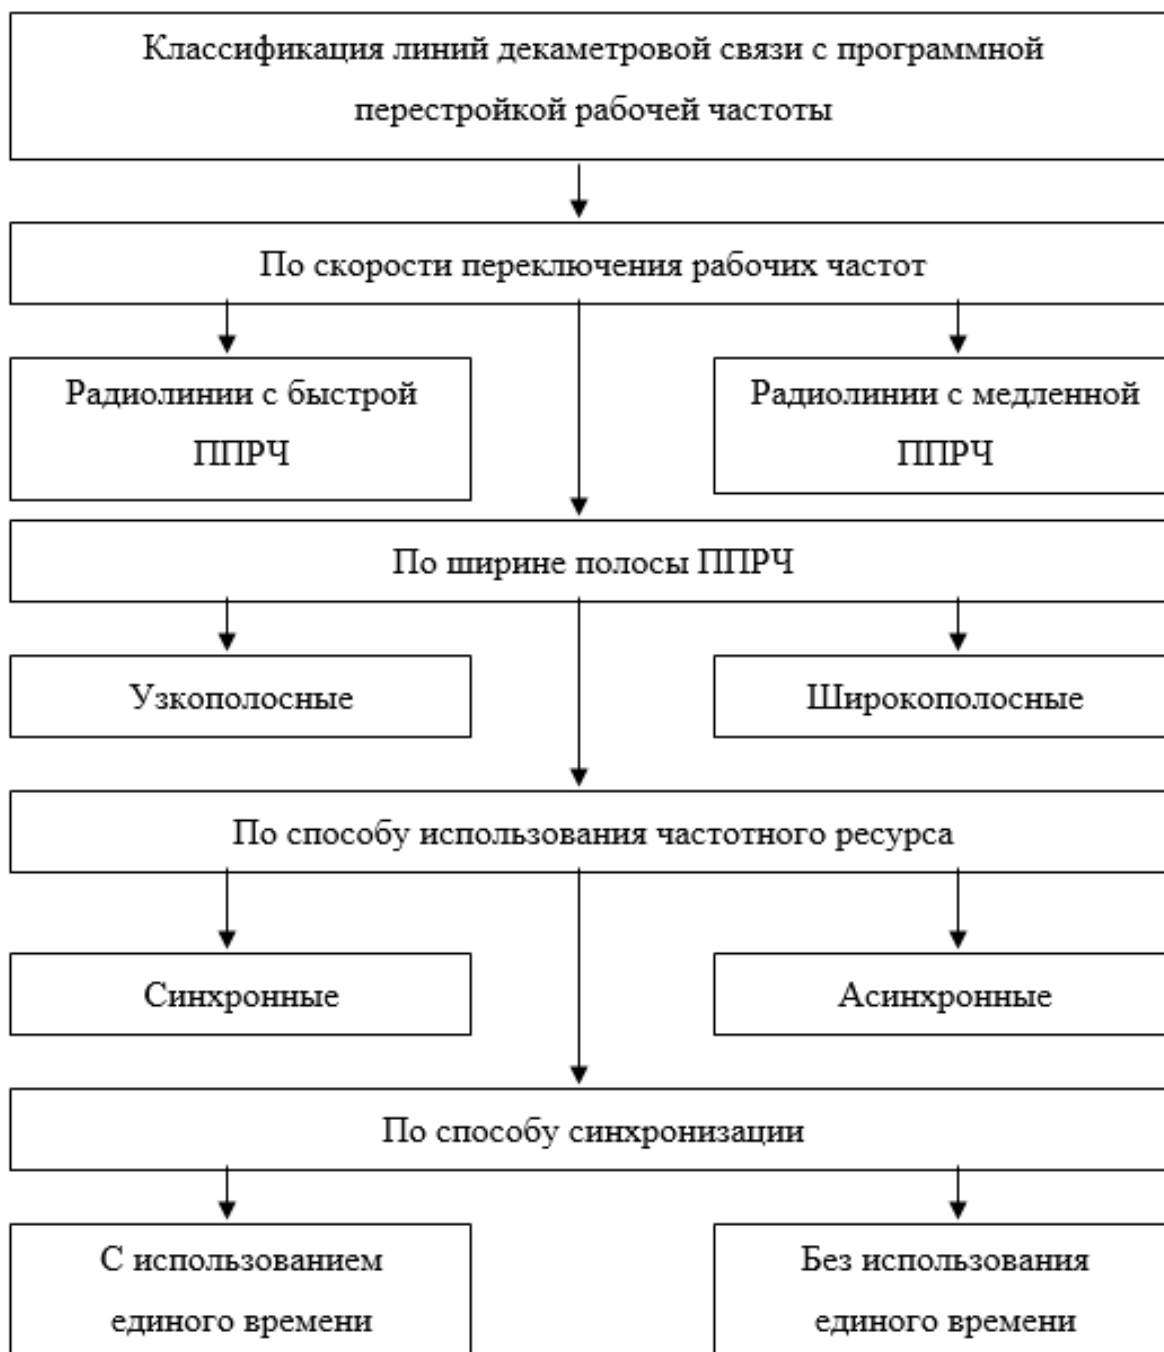 Классификация линий декаметровой связи с программной
перестройкой рабочей частоты
По скорости переключения рабочих частот
Радиолинии с быстрой
ППРЧ
Радиолинии с медленной
ППРЧ
По ширине полосы ППРЧ
Узкополосные
Широкополосные
По способу использования частотного ресурса
Синхронные
Асинхронные
По способу синхронизации
С использованием
единого времени
Без использования
единого времени